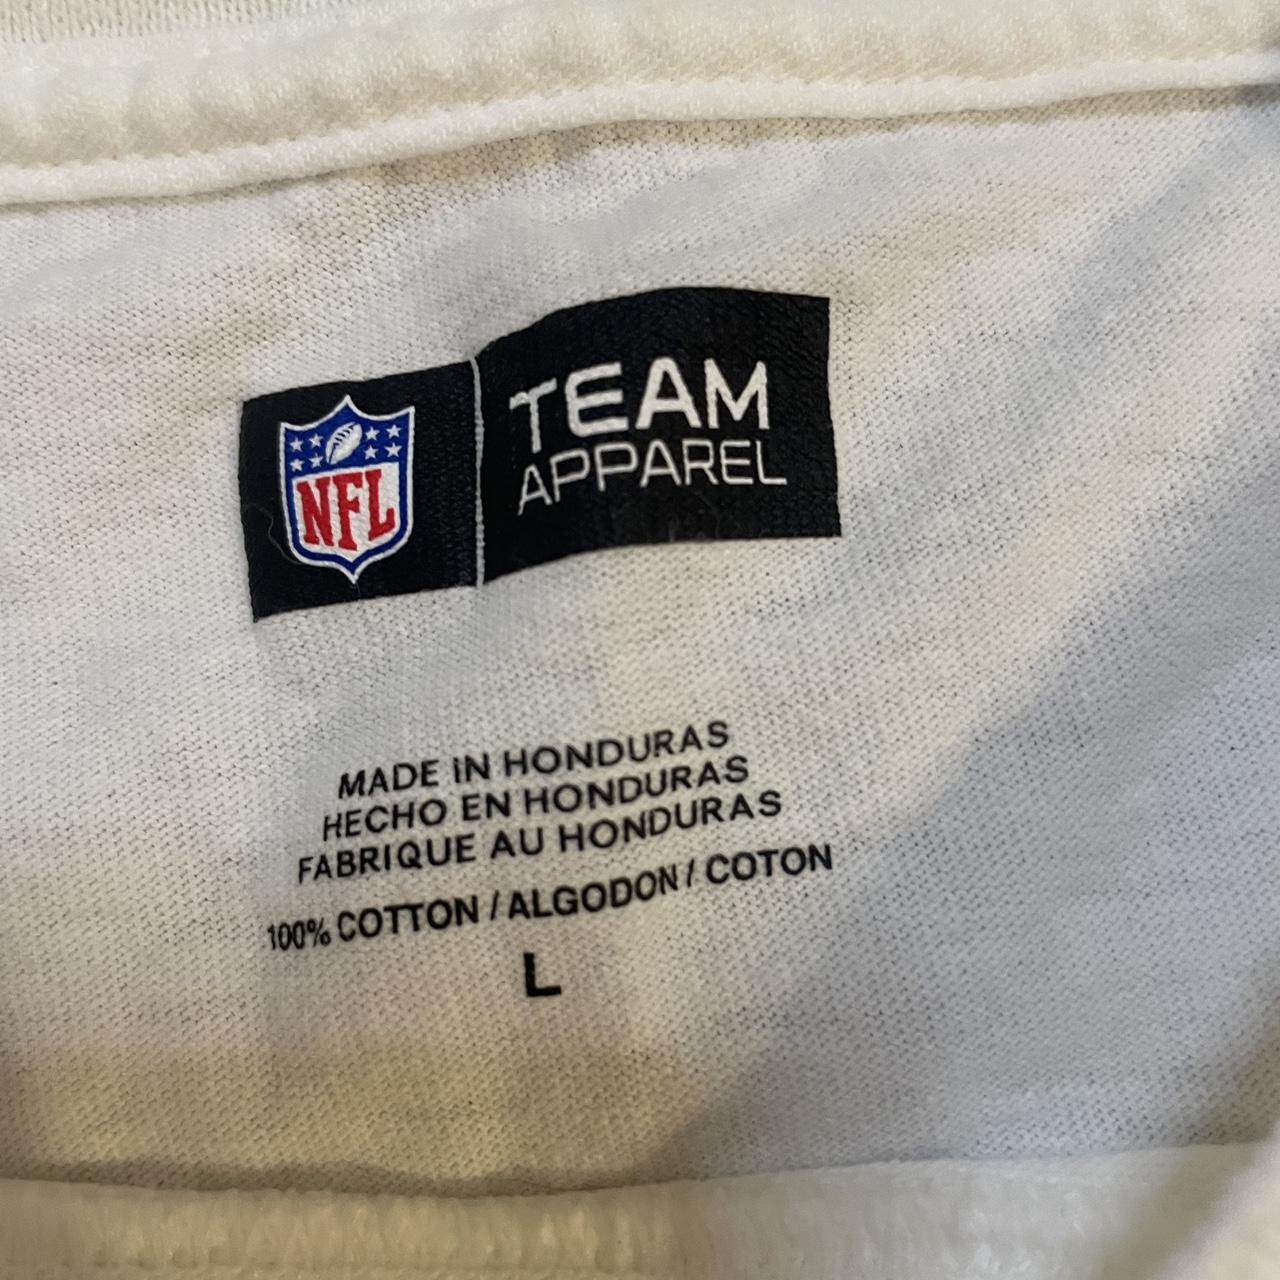 NFL
TEAM
APPAREL
MADE IN HONDURAS
HECHO EN HONDURAS
FABRIQUE AU HONDURAS
100% COTTON / ALGODON / COTON
L